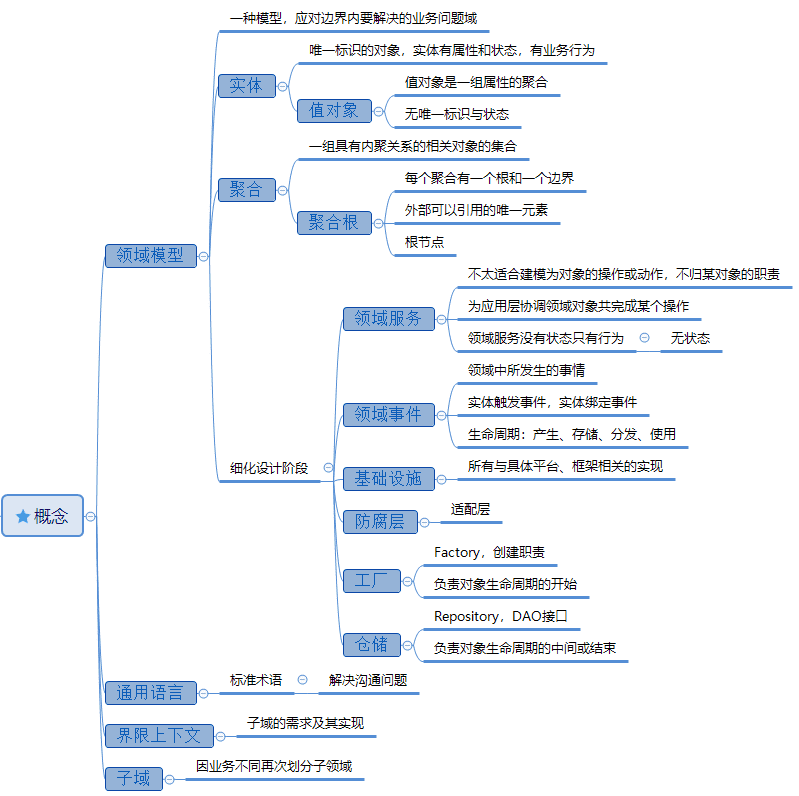 概念
领域模型
一种模型，应对边界内要解决的业务问题域
实体
唯一标识的对象，实体有属性和状态，有业务行为
值对象
值对象是一组属性的聚合
无唯一标识与状态
聚合
一组具有内聚关系的相关对象的集合
聚合根
每个聚合有一个根和一个边界
外部可以引用的唯一元素
根节点
细化设计阶段
领域服务
不太适合建模为对象的操作或动作，不归某对象的职责
为应用层协调领域对象共完成某个操作
领域服务没有状态只有行为
无状态
领域事件
领域中所发生的事情
实体触发事件，实体绑定事件
生命周期：产生、存储、分发、使用
基础设施
所有与具体平台、框架相关的实现
防腐层
适配层
工厂
Factory，创建职责
负责对象生命周期的开始
仓储
Repository，DAO接口
负责对象生命周期的中间或结束
通用语言
标准术语
解决沟通问题
界限上下文
子域的需求及其实现
子域
因业务不同再次划分子领域